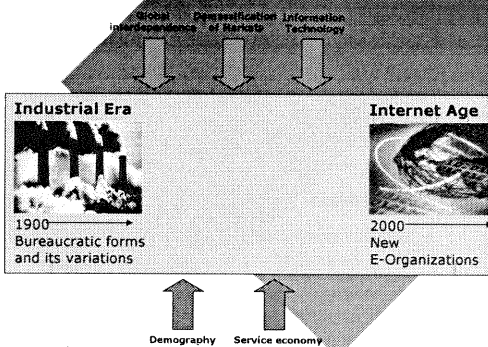 Global
interdependence
Demassification
of Markets
Information
Technology
Industrial Era
1900
Bureaucratic forms
and its variations
Internet Age
2000
New
E-Organizations
Demography
Service economy